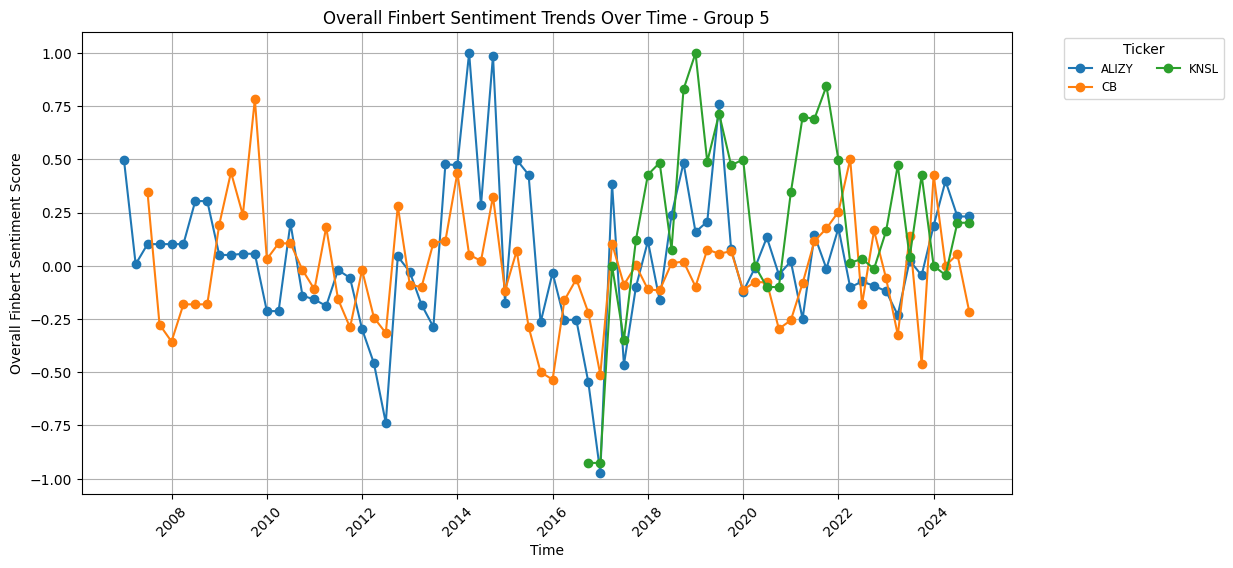 Overall Finbert Sentiment Trends Over Time - Group 5
Ticker
ALIZY
CB
KNSL
Overall Finbert Sentiment Score
1.00
0.75
0.50
0.25
0.00
−0.25
−0.50
−0.75
−1.00
2008
2010
2012
2014
2016
2018
2020
2022
2024
Time